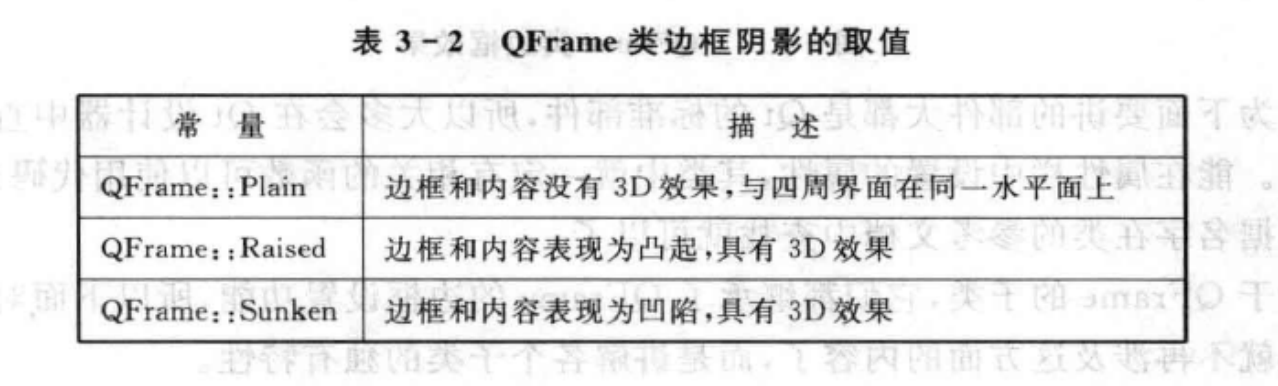 表 3-2 QFrame 类边框阴影的取值
常 量 描 述
QFrame::Plain 边框和内容没有 3D 效果,与四周界面在同一水平面上
QFrame::Raised 边框和内容表现为凸起,具有 3D 效果
QFrame::Sunken 边框和内容表现为凹陷,具有 3D 效果